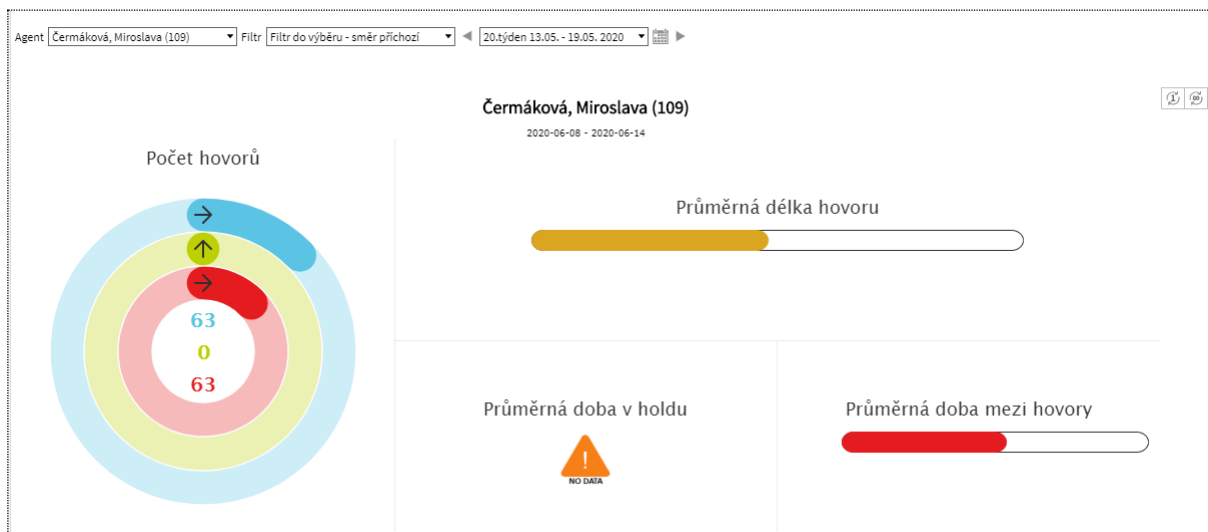 Agent Čermáková, Miroslava (109) Filtr Filtr do výběru - směr příchozí 20.týden 13.05. - 19.05. 2020
Čermáková, Miroslava (109)
2020-06-08 - 2020-06-14
1 ∞
Počet hovorů
63
0
63
Průměrná délka hovoru
Průměrná doba v holdu
!
NO DATA
Průměrná doba mezi hovory